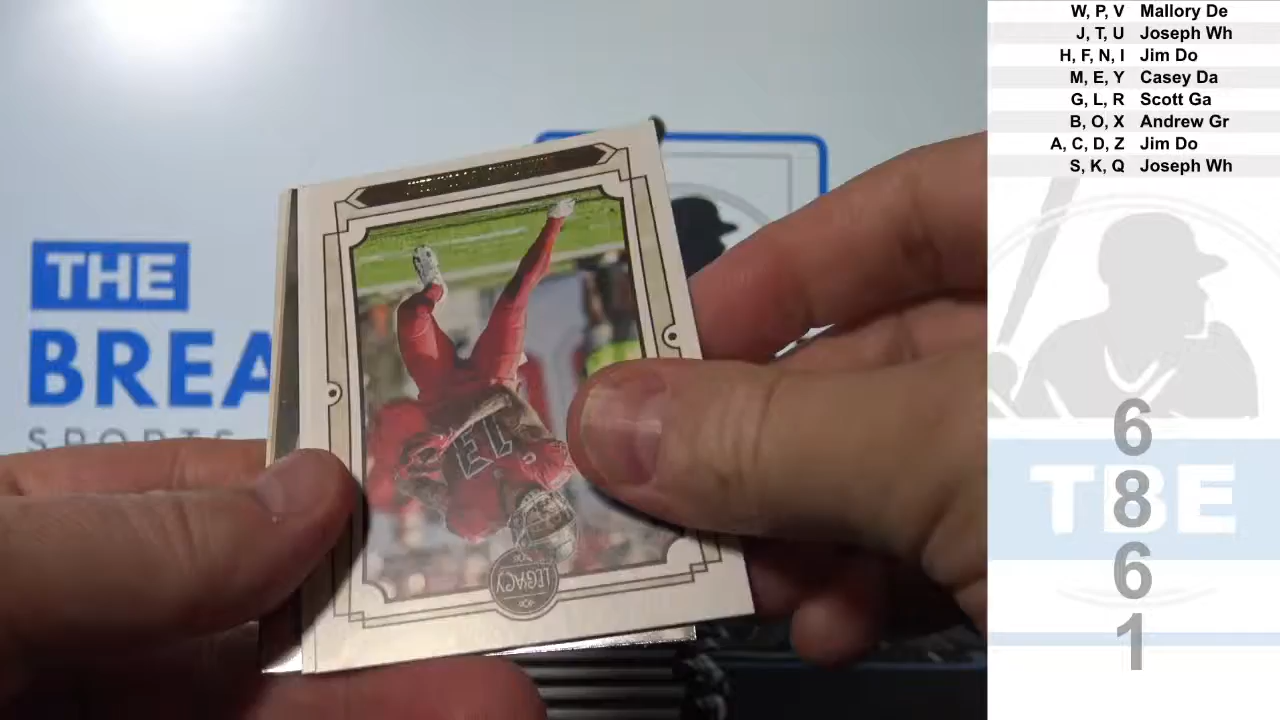 THE
BREA
SPORTS
LEGACY
13
W, P, V Mallory De
J, T, U Joseph Wh
H, F, N, I Jim Do
M, E, Y Casey Da
G, L, R Scott Ga
B, O, X Andrew Gr
A, C, D, Z Jim Do
S, K, Q Joseph Wh
TBE
6
8
6
1